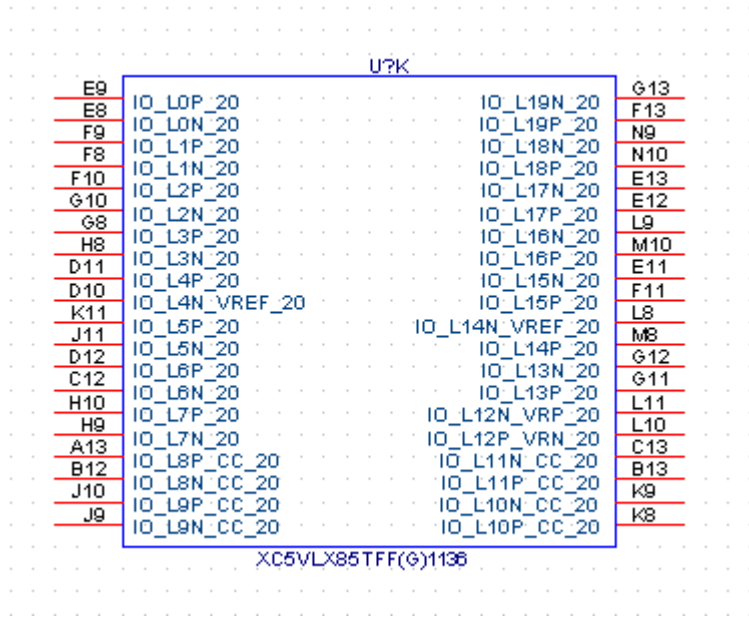 U?K
E9 IO_L0P_20 IO_L19N_20 G13
E8 IO_L0N_20 IO_L19P_20 F13
F9 IO_L1P_20 IO_L18N_20 N9
F8 IO_L1N_20 IO_L18P_20 N10
F10 IO_L2P_20 IO_L17N_20 E13
G10 IO_L2N_20 IO_L17P_20 E12
G8 IO_L3P_20 IO_L16N_20 L9
H8 IO_L3N_20 IO_L16P_20 M10
D11 IO_L4P_20 IO_L15N_20 E11
D10 IO_L4N_VREF_20 IO_L15P_20 F11
K11 IO_L5P_20 IO_L14N_VREF_20 L8
J11 IO_L5N_20 IO_L14P_20 M8
D12 IO_L6P_20 IO_L13N_20 G12
C12 IO_L6N_20 IO_L13P_20 G11
H10 IO_L7P_20 IO_L12N_VRP_20 L11
H9 IO_L7N_20 IO_L12P_VRN_20 L10
A13 IO_L8P_CC_20 IO_L11N_CC_20 C13
B12 IO_L8N_CC_20 IO_L11P_CC_20 B13
J10 IO_L9P_CC_20 IO_L10N_CC_20 K9
J9 IO_L9N_CC_20 IO_L10P_CC_20 K8
XC5VLX85TFF(G)1136